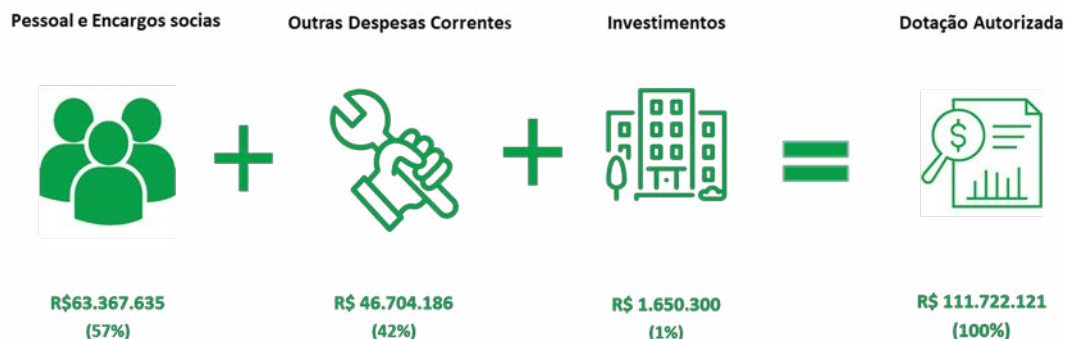 Pessoal e Encargos socias
Outras Despesas Correntes
Investimentos
Dotação Autorizada
$
R$63.367.635
(57%)
R$ 46.704.186
(42%)
R$ 1.650.300
(1%)
R$ 111.722.121
(100%)